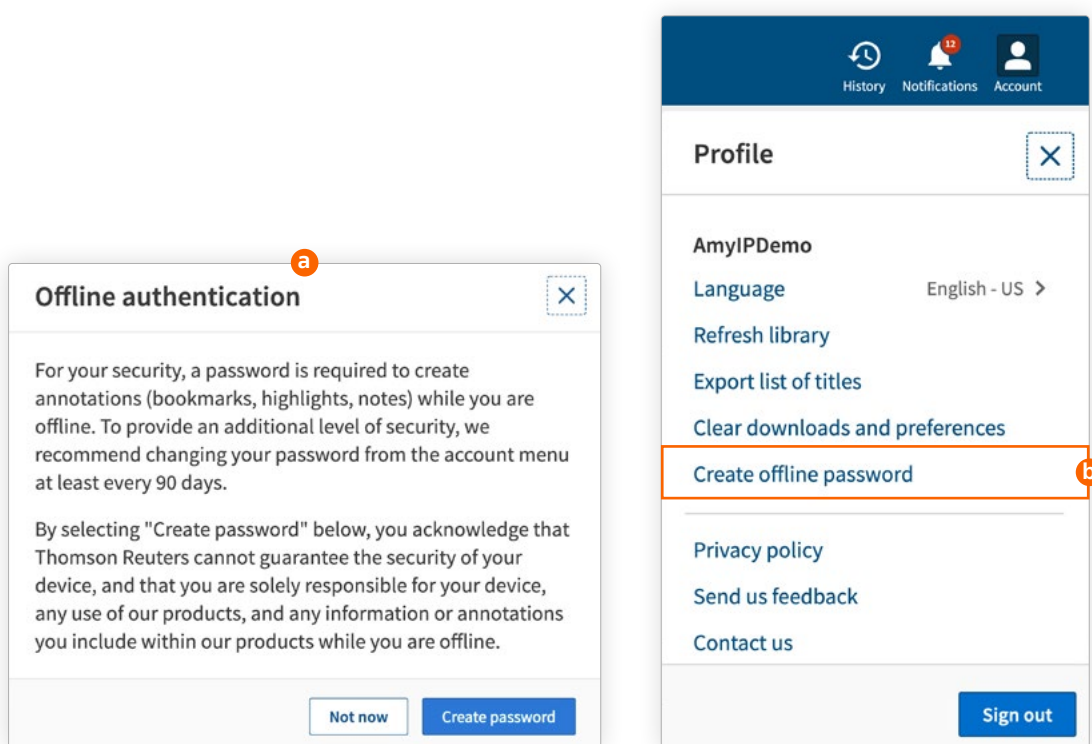 a
Offline authentication
For your security, a password is required to create
annotations (bookmarks, highlights, notes) while you are
offline. To provide an additional level of security, we
recommend changing your password from the account menu
at least every 90 days.
By selecting "Create password" below, you acknowledge that
Thomson Reuters cannot guarantee the security of your
device, and that you are solely responsible for your device,
any use of our products, and any information or annotations
you include within our products while you are offline.
Not now Create password
12
History Notifications Account
Profile
AmyIPDemo
Language English - US
Refresh library
Export list of titles
Clear downloads and preferences
Create offline password
b
Privacy policy
Send us feedback
Contact us
Sign out